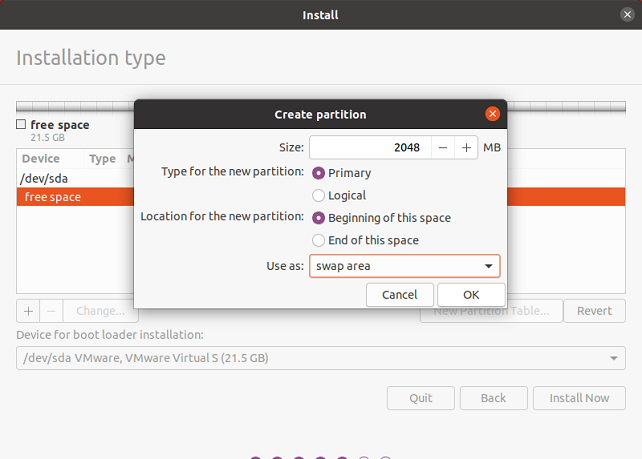 Install
Installation type
free space
21.5 GB
Device Type M
/dev/sda
free space
Create partition
Size: 2048 − + MB
Type for the new partition: Primary
Logical
Location for the new partition: Beginning of this space
End of this space
Use as: swap area
Cancel OK
+ − Change... New Partition Table... Revert
Device for boot loader installation:
/dev/sda VMware, VMware Virtual S (21.5 GB)
Quit Back Install Now